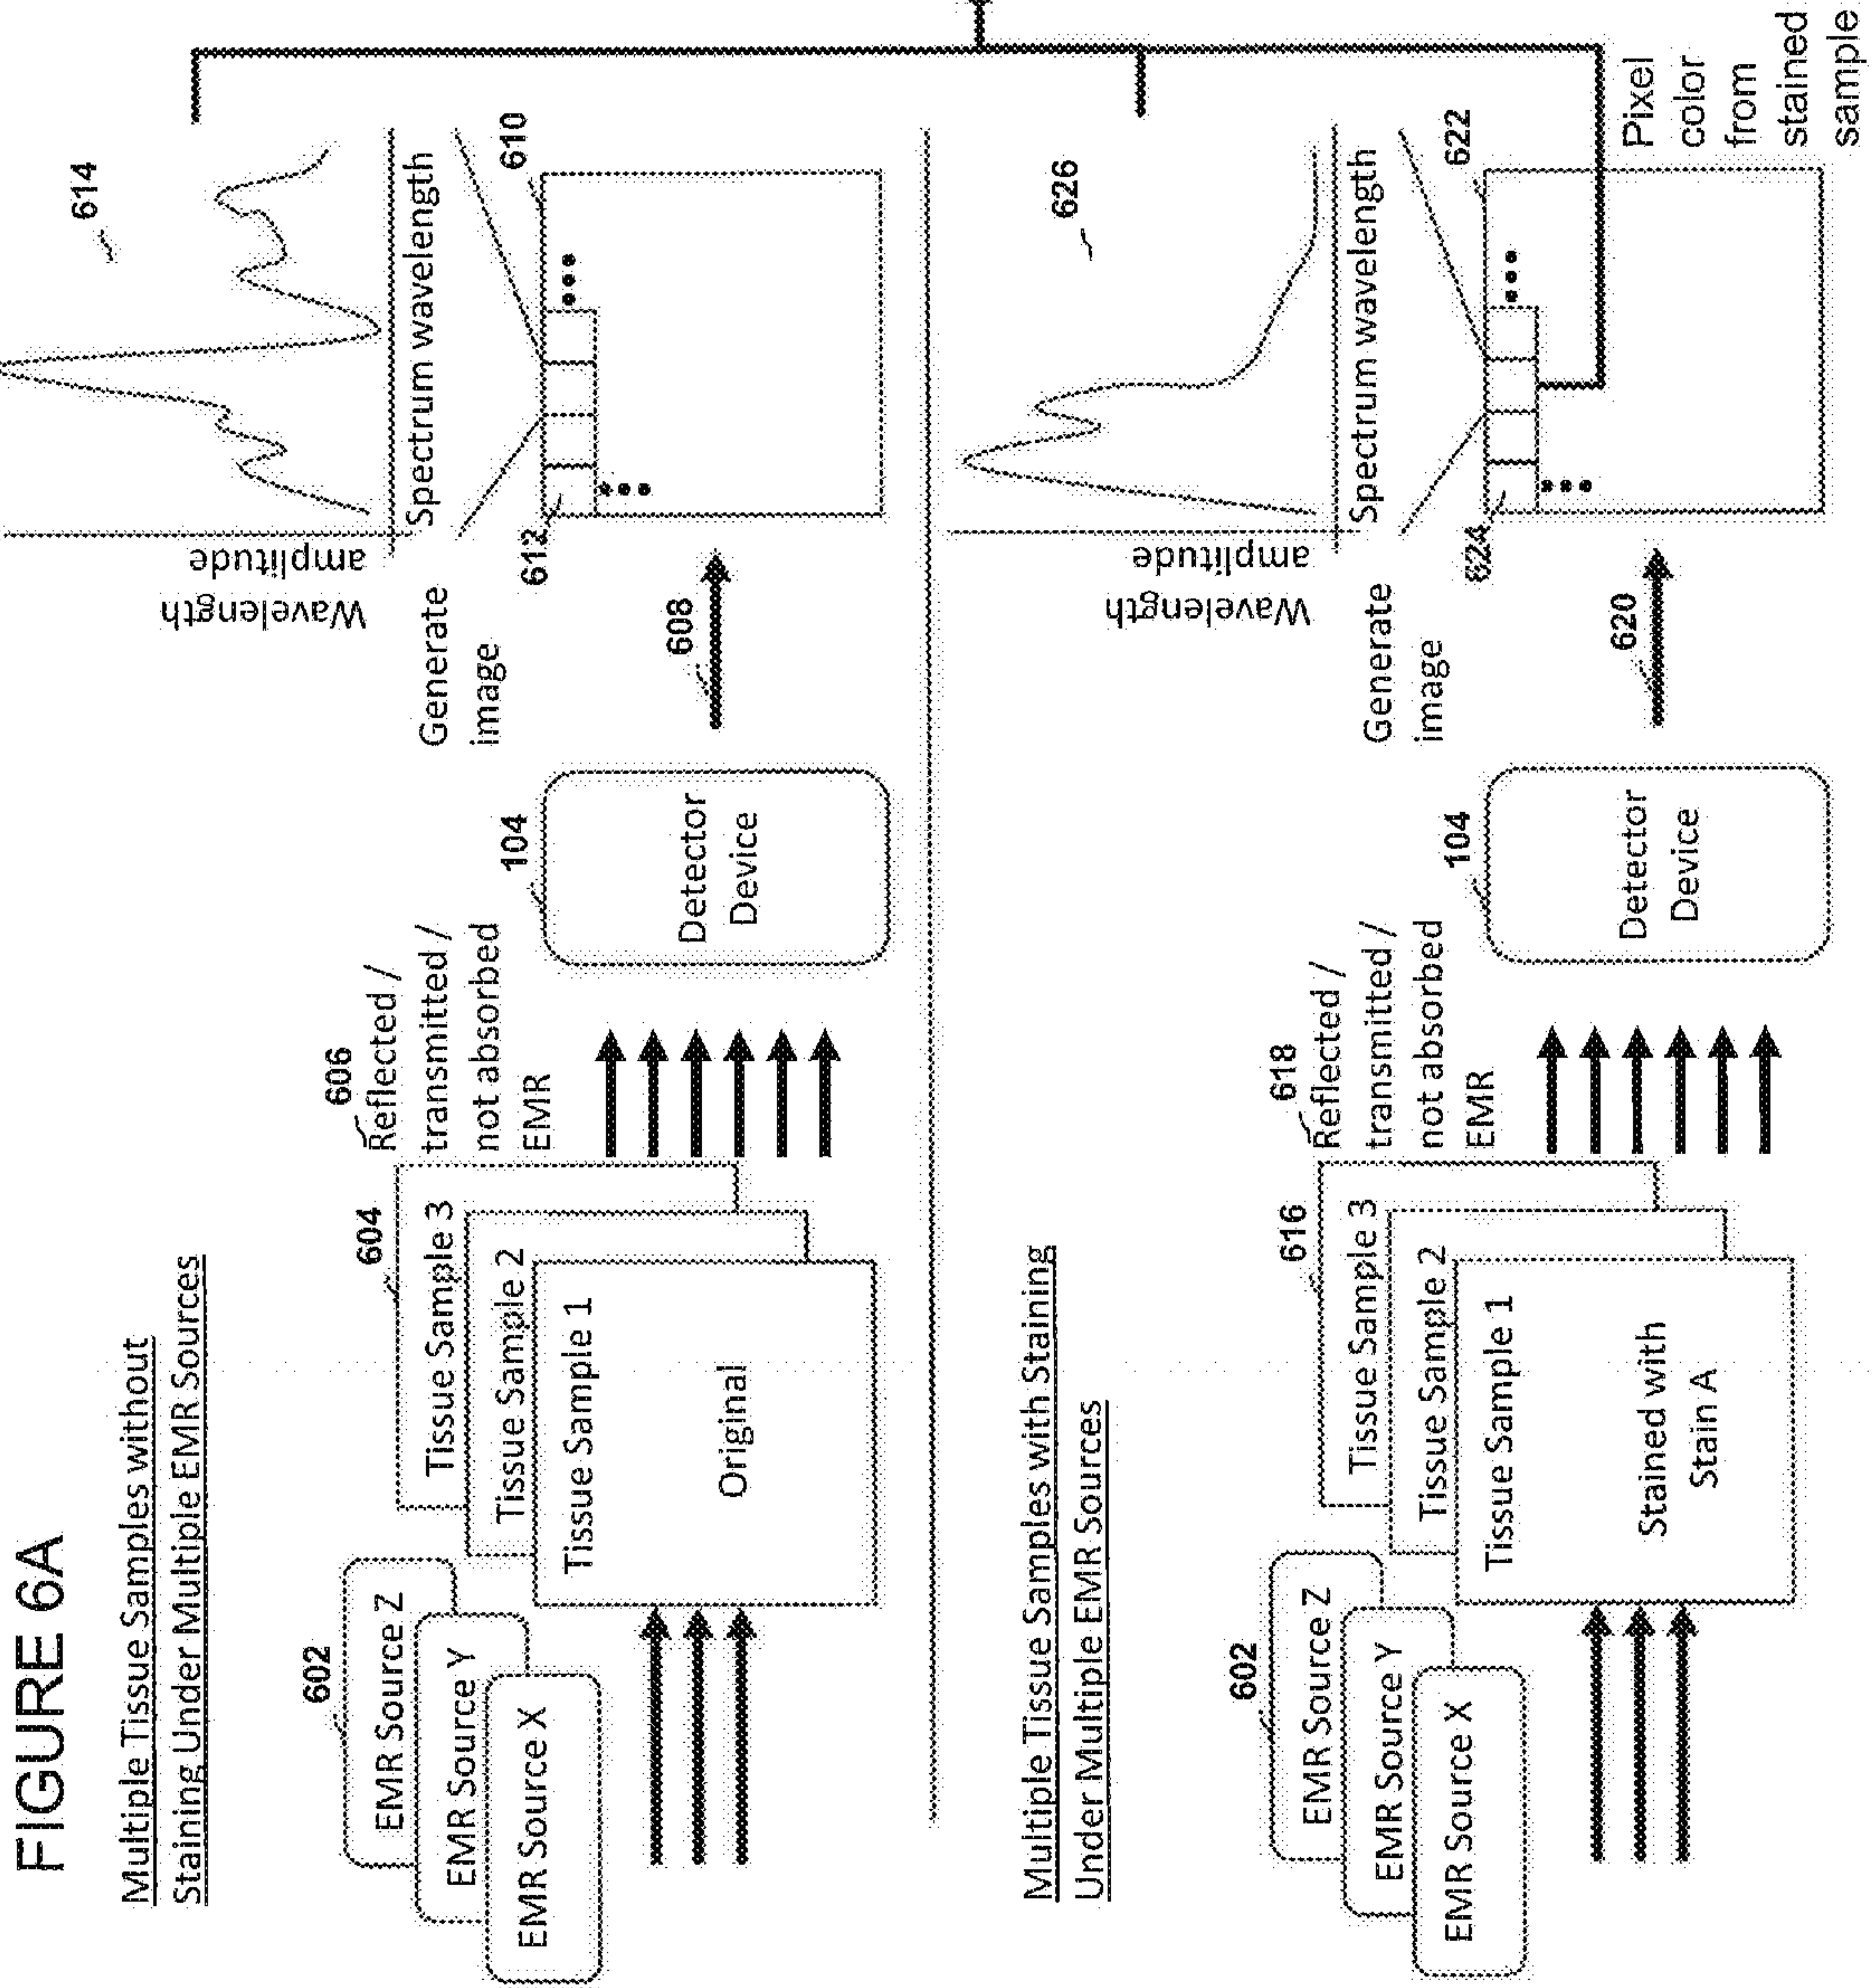 FIGURE 6A
Multiple Tissue Samples without
Staining Under Multiple EMR Sources
602
EMR Source Z
EMR Source Y
EMR Source X
604
Tissue Sample 3
Tissue Sample 2
Tissue Sample 1
Original
606
Reflected /
transmitted /
not absorbed
EMR
104
Detector
Device
Generate
image
608
610
612
614
Wavelength
amplitude
Spectrum wavelength
Multiple Tissue Samples with Staining
Under Multiple EMR Sources
602
EMR Source Z
EMR Source Y
EMR Source X
616
Tissue Sample 3
Tissue Sample 2
Tissue Sample 1
Stained with
Stain A
618
Reflected /
transmitted /
not absorbed
EMR
104
Detector
Device
Generate
image
620
622
624
626
Wavelength
amplitude
Spectrum wavelength
Pixel
color
from
stained
sample